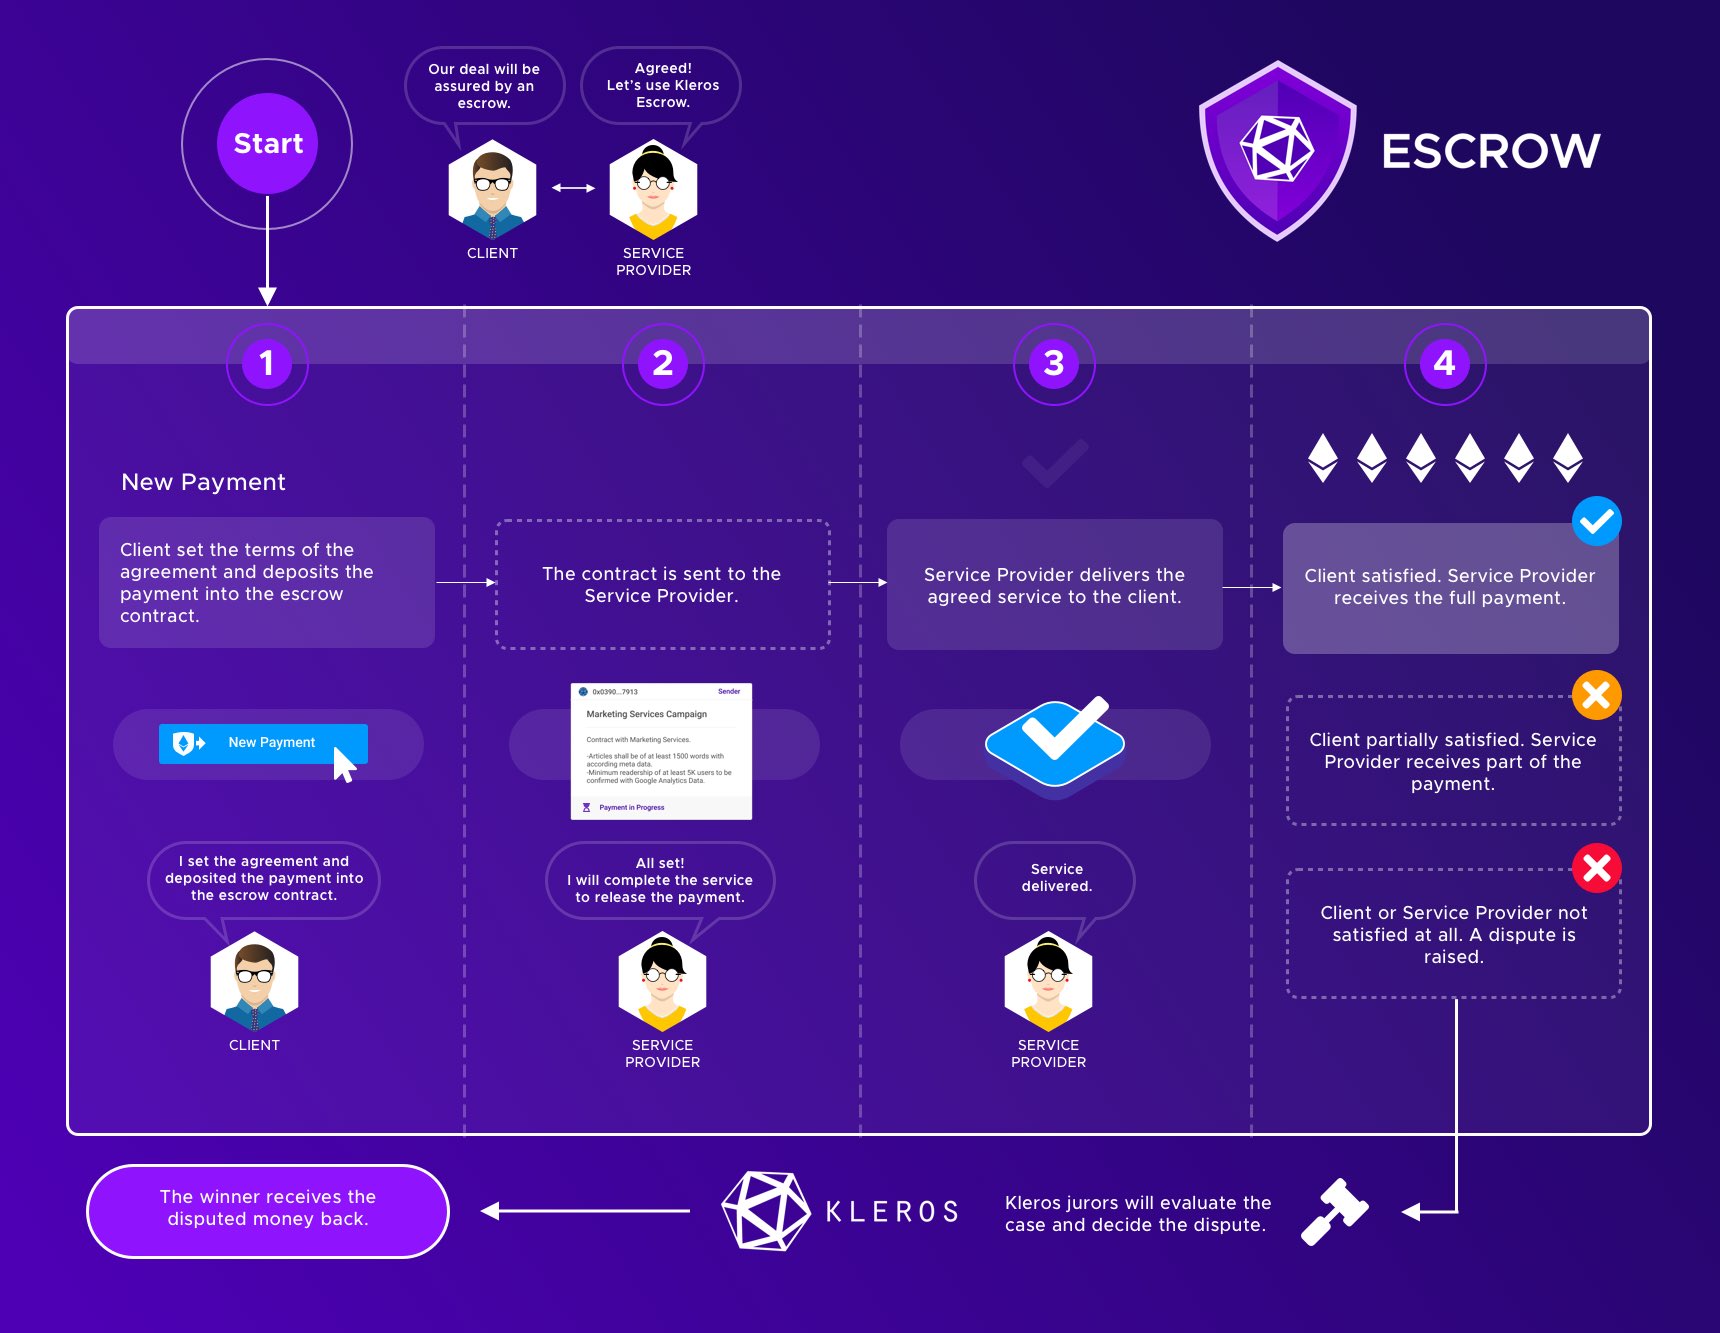 Start
Our deal will be
assured by an
escrow.
Agreed!
Let's use Kleros
Escrow.
CLIENT
SERVICE
PROVIDER
ESCROW
1
2
3
4
New Payment
Client set the terms of the
agreement and deposits the
payment into the escrow
contract.
New Payment
I set the agreement and
deposited the payment into
the escrow contract.
CLIENT
The contract is sent to the
Service Provider.
0x0390...7913
Sender
Marketing Services Campaign
Contract with Marketing Services.
-Articles shall be of at least 1500 words with
according meta data.
-Minimum readership of at least 5K users to be
confirmed with Google Analytics Data.
Payment in Progress
All set!
I will complete the service
to release the payment.
SERVICE
PROVIDER
Service Provider delivers the
agreed service to the client.
Service
delivered.
SERVICE
PROVIDER
Client satisfied. Service Provider
receives the full payment.
Client partially satisfied. Service
Provider receives part of the
payment.
Client or Service Provider not
satisfied at all. A dispute is
raised.
Kleros jurors will evaluate the
case and decide the dispute.
KLEROS
The winner receives the
disputed money back.